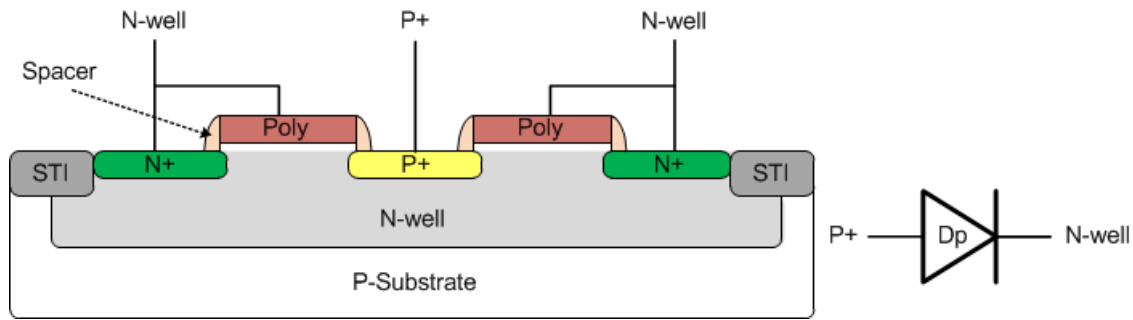 N-well
P+
N-well
Spacer
Poly
Poly
STI
N+
P+
N+
STI
N-well
P+
Dp
N-well
P-Substrate